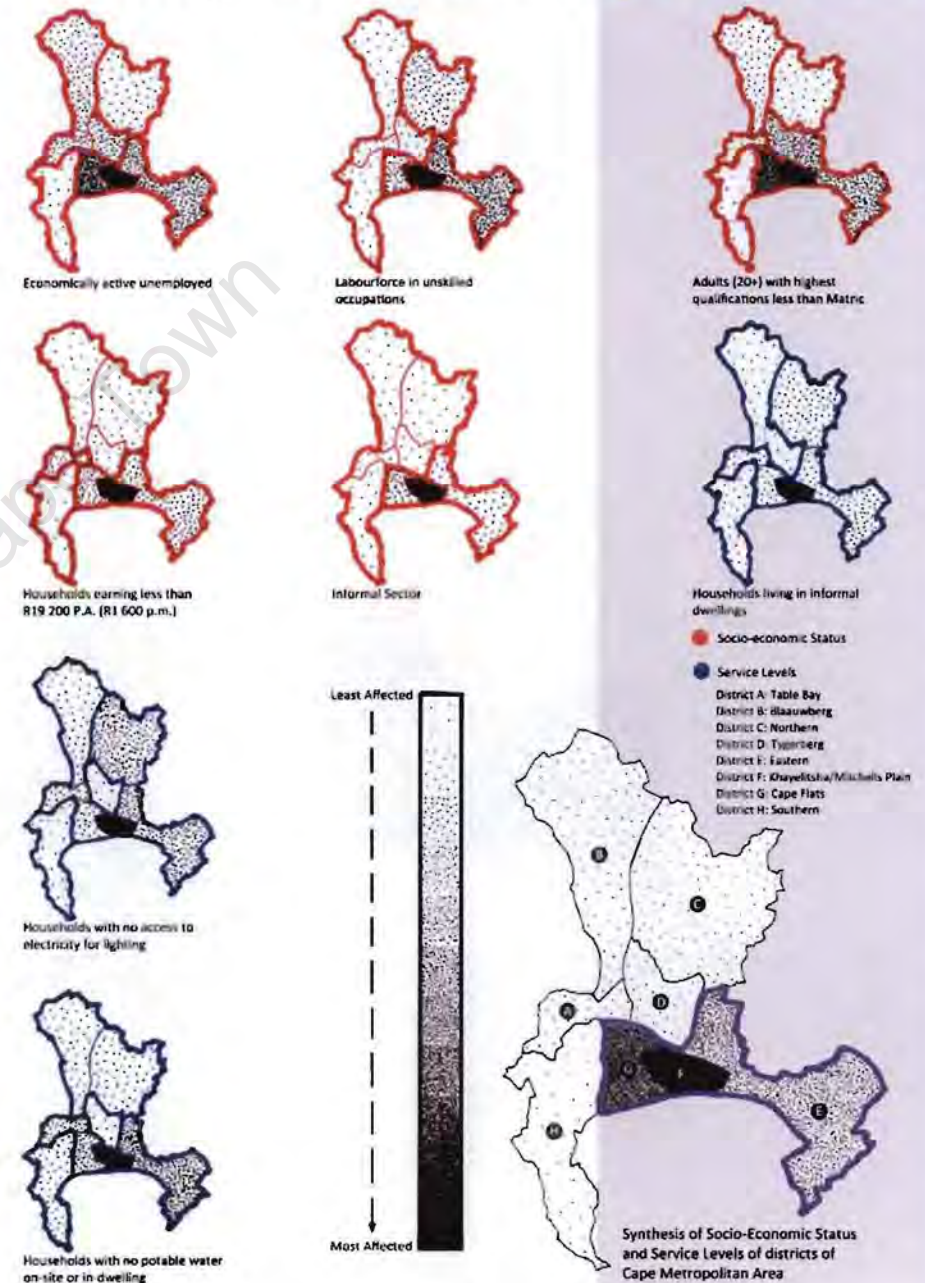 Economically active unemployed
Labourforce in unskilled
occupations
Adults (20+) with highest
qualifications less than Matric
Households earning less than
R19 200 P.A. (R1 600 p.m.)
Informal Sector
Households living in informal
dwellings
Socio-economic Status
Service Levels
District A: Table Bay
District B: Blaauwberg
District C: Northern
District D: Tygerberg
District E: Eastern
District F: Khayelitsha/Mitchells Plain
District G: Cape Flats
District H: Southern
Households with no access to
electricity for lighting
Least Affected
Most Affected
B
C
A
D
G
F
E
H
Households with no potable water
on-site or in dwelling
Synthesis of Socio-Economic Status
and Service Levels of districts of
Cape Metropolitan Area
Town